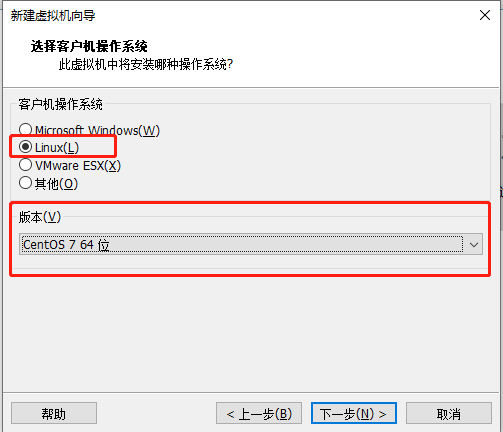 新建虚拟机向导
选择客户机操作系统
此虚拟机中将安装哪种操作系统?
客户机操作系统
Microsoft Windows(W)
Linux(L)
VMware ESX(X)
其他(O)
版本(V)
CentOS 7 64 位
帮助
< 上一步(B)
下一步(N) >
取消